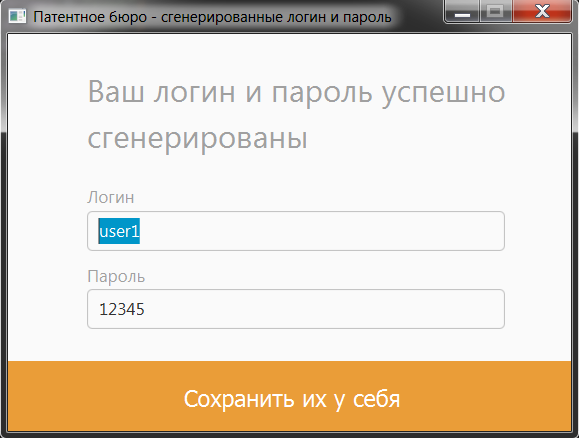 Патентное бюро - сгенерированные логин и пароль
Ваш логин и пароль успешно
сгенерированы
Логин
user1
Пароль
12345
Сохранить их у себя